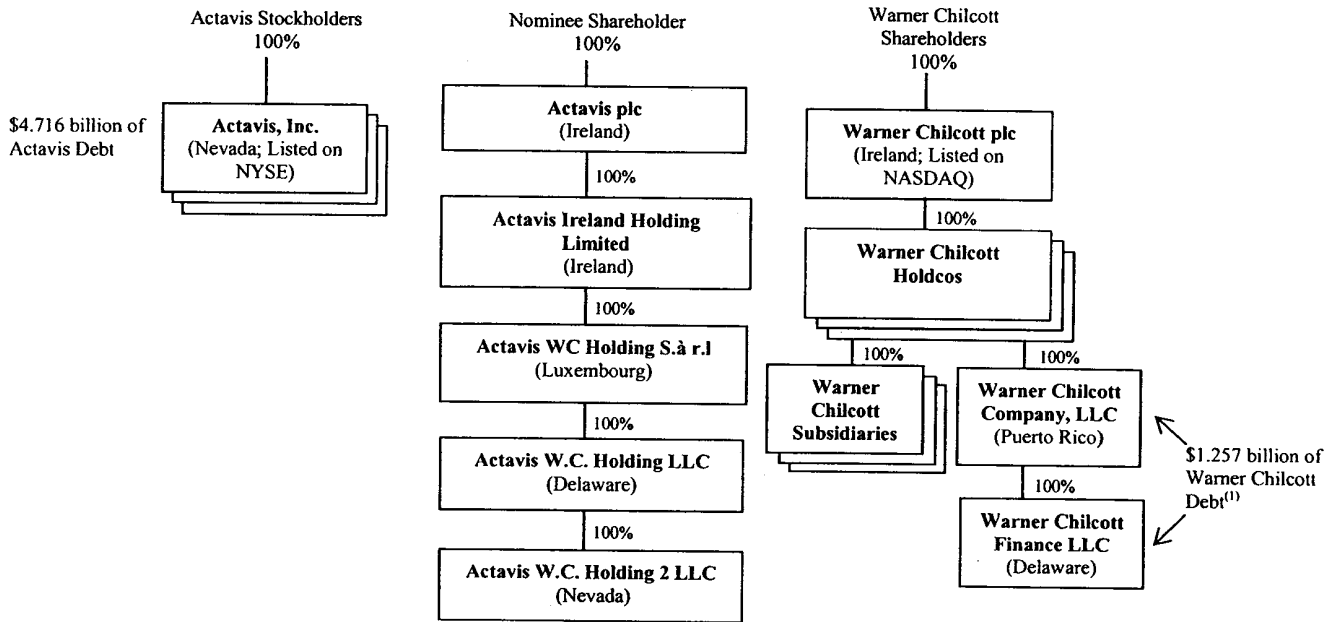 Actavis Stockholders
100%
$4.716 billion of
Actavis Debt
Actavis, Inc.
(Nevada; Listed on
NYSE)
Nominee Shareholder
100%
Actavis plc
(Ireland)
100%
Actavis Ireland Holding
Limited
(Ireland)
100%
Actavis WC Holding S.à r.l
(Luxembourg)
100%
Actavis W.C. Holding LLC
(Delaware)
100%
Actavis W.C. Holding 2 LLC
(Nevada)
Warner Chilcott
Shareholders
100%
Warner Chilcott plc
(Ireland; Listed on
NASDAQ)
100%
Warner Chilcott
Holdcos
100%
Warner
Chilcott
Subsidiaries
100%
Warner Chilcott
Company, LLC
(Puerto Rico)
100%
Warner Chilcott
Finance LLC
(Delaware)
$1.257 billion of
Warner Chilcott
Debt(1)